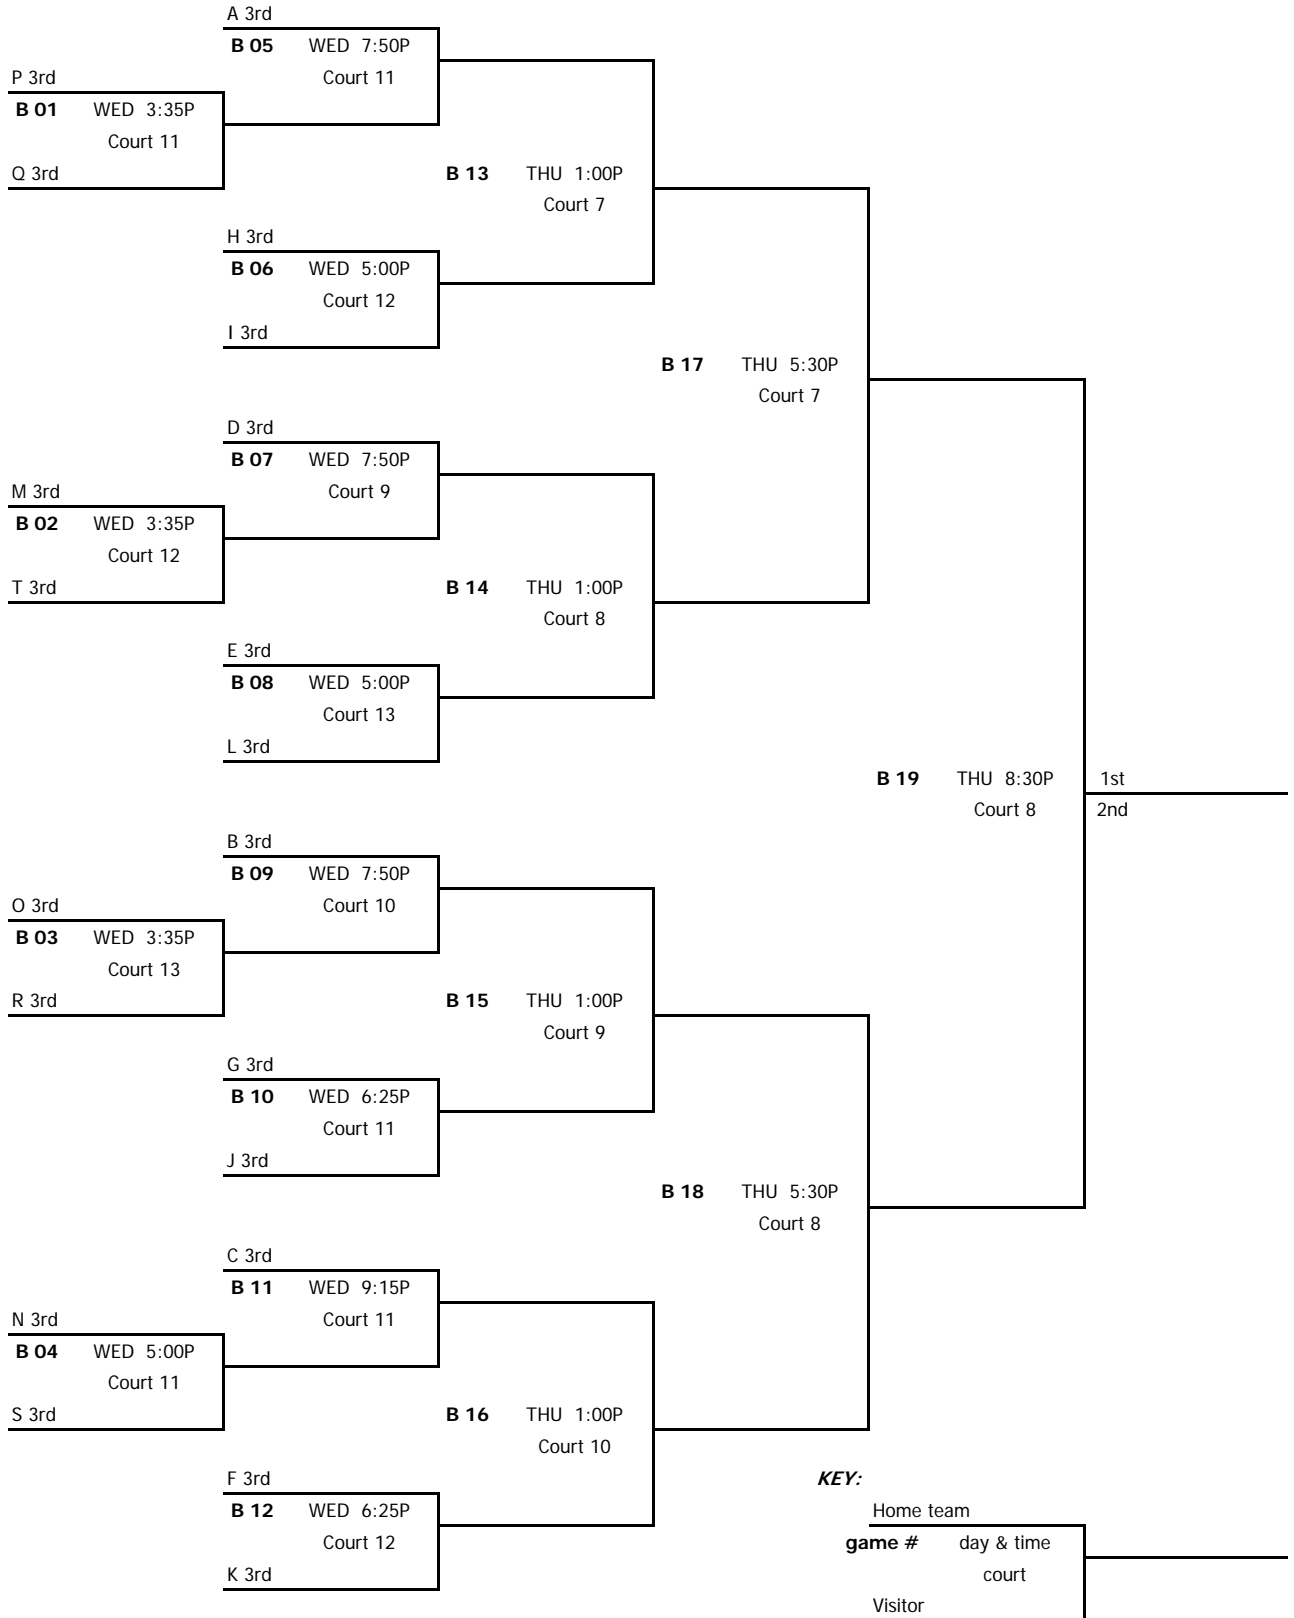 A 3rd
B 05 WED 7:50P
Court 11
P 3rd
B 01 WED 3:35P
Court 11
Q 3rd
B 13 THU 1:00P
Court 7
H 3rd
B 06 WED 5:00P
Court 12
I 3rd
B 17 THU 5:30P
Court 7
D 3rd
B 07 WED 7:50P
Court 9
M 3rd
B 02 WED 3:35P
Court 12
T 3rd
B 14 THU 1:00P
Court 8
E 3rd
B 08 WED 5:00P
Court 13
L 3rd
B 19 THU 8:30P
Court 8
1st
2nd
B 3rd
B 09 WED 7:50P
Court 10
O 3rd
B 03 WED 3:35P
Court 13
R 3rd
B 15 THU 1:00P
Court 9
G 3rd
B 10 WED 6:25P
Court 11
J 3rd
B 18 THU 5:30P
Court 8
C 3rd
B 11 WED 9:15P
Court 11
N 3rd
B 04 WED 5:00P
Court 11
S 3rd
B 16 THU 1:00P
Court 10
F 3rd
B 12 WED 6:25P
Court 12
K 3rd
KEY:
Home team
game # day & time
court
Visitor